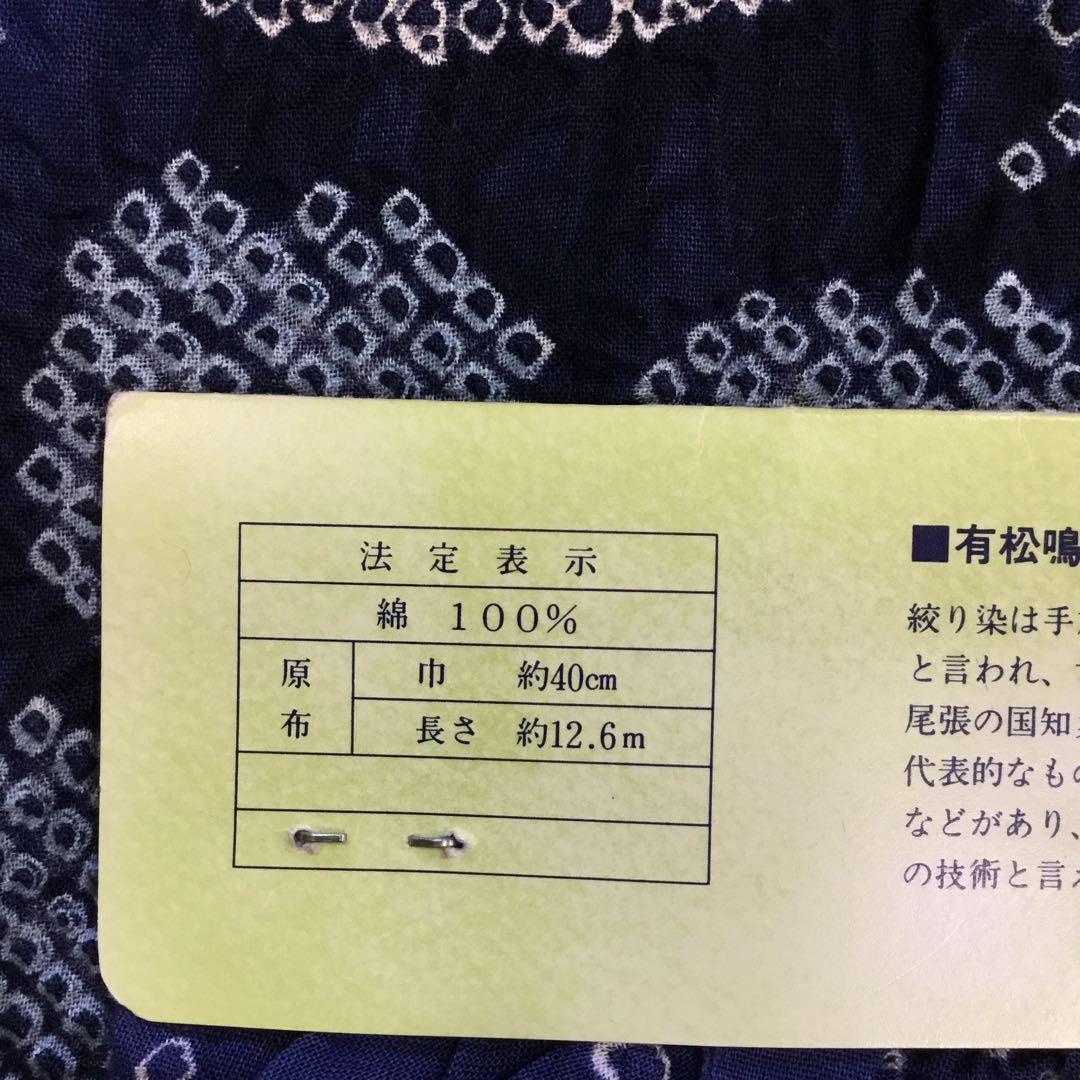 法定表示
綿 100%
原布
巾 約40cm
長さ 約12.6m
■有松鳴
絞り染は手
と言われ、
尾張の国知
代表的なもの
などがあり、
の技術と言え